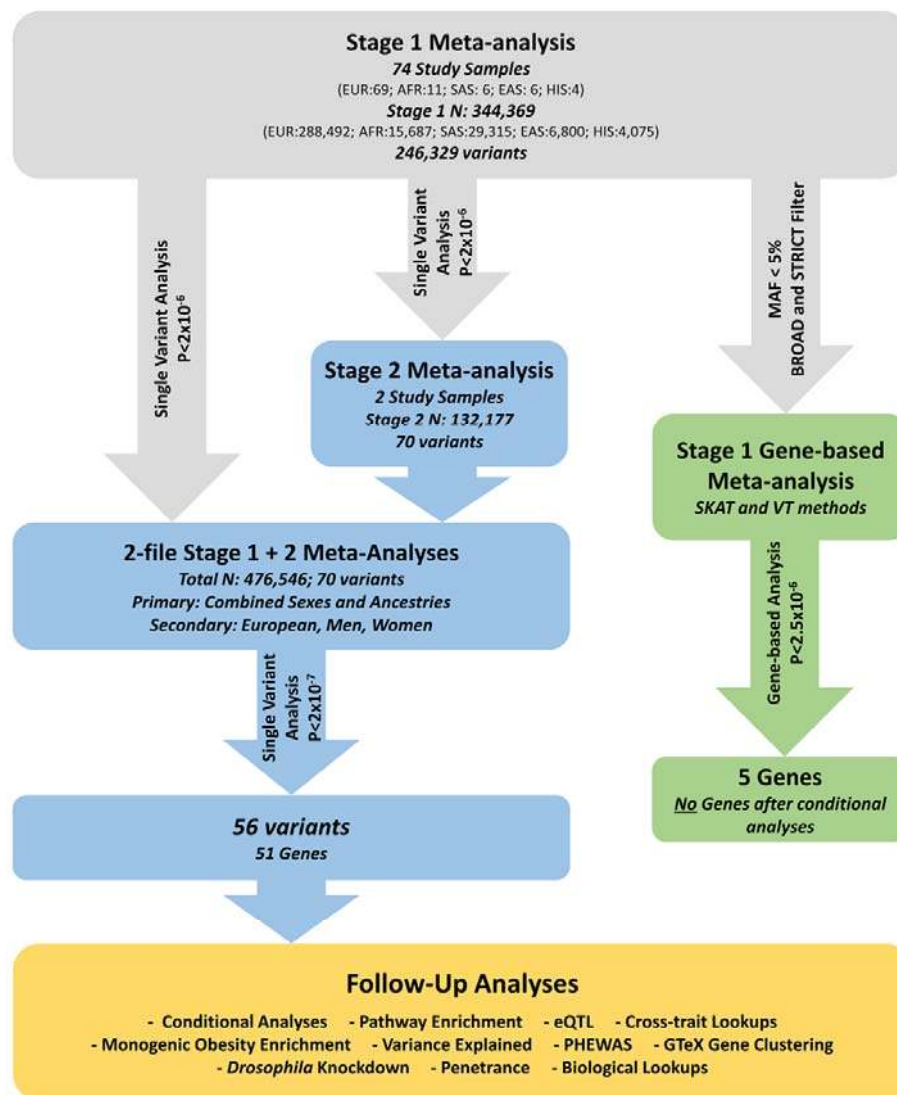 Stage 1 Meta-analysis
74 Study Samples
(EUR:69; AFR:11; SAS: 6; EAS: 6; HIS:4)
Stage 1 N: 344,369
(EUR:288,492; AFR:15,687; SAS:29,315; EAS:6,800; HIS:4,075)
246,329 variants
Single Variant Analysis
P<2x10⁻⁶
Single Variant
Analysis
P<2x10⁻⁶
MAF < 5%
BROAD and STRICT Filter
Stage 2 Meta-analysis
2 Study Samples
Stage 2 N: 132,177
70 variants
Stage 1 Gene-based
Meta-analysis
SKAT and VT methods
2-file Stage 1 + 2 Meta-Analyses
Total N: 476,546; 70 variants
Primary: Combined Sexes and Ancestries
Secondary: European, Men, Women
Gene-based Analysis
P<2.5x10⁻⁶
Single Variant
Analysis
P<2x10⁻⁷
5 Genes
No Genes after conditional
analyses
56 variants
51 Genes
Follow-Up Analyses
- Conditional Analyses - Pathway Enrichment - eQTL - Cross-trait Lookups
- Monogenic Obesity Enrichment - Variance Explained - PHEWAS - GTeX Gene Clustering
- Drosophila Knockdown - Penetrance - Biological Lookups